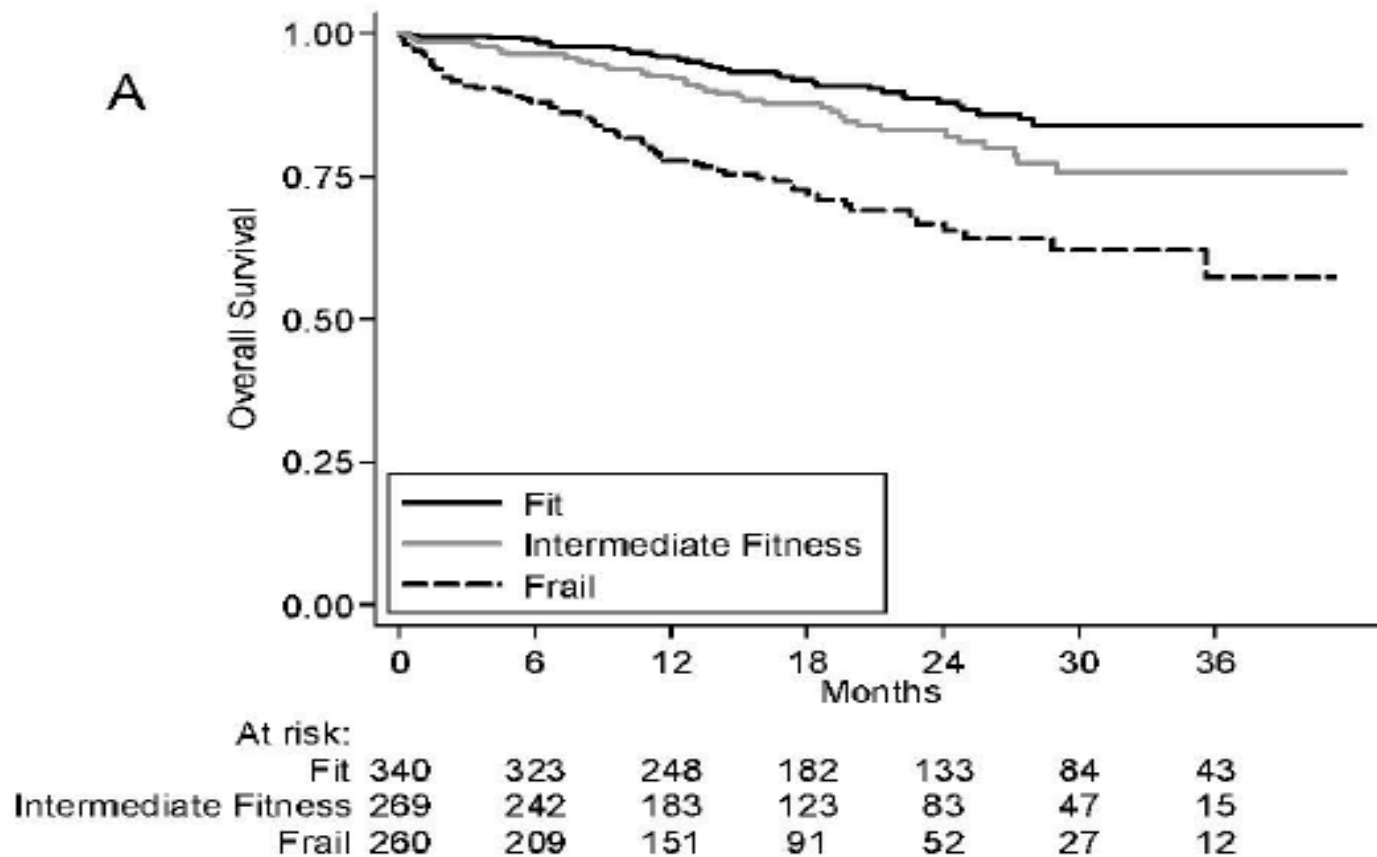 A
Overall Survival
1.00
0.75
0.50
0.25
0.00
Fit
Intermediate Fitness
Frail
0 6 12 18 24 30 36
Months
At risk:
Fit 340 323 248 182 133 84 43
Intermediate Fitness 269 242 183 123 83 47 15
Frail 260 209 151 91 52 27 12